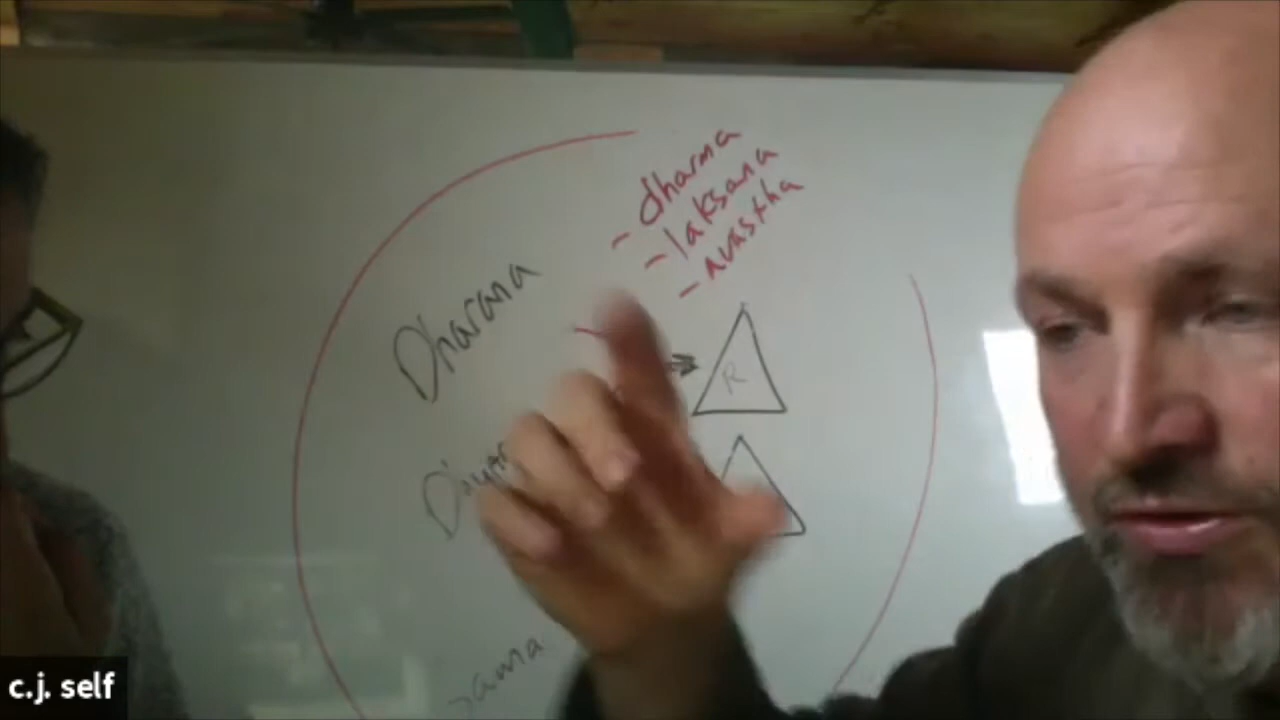 - dharma
- laksana
- avastha
Dharana
R
c.j. self